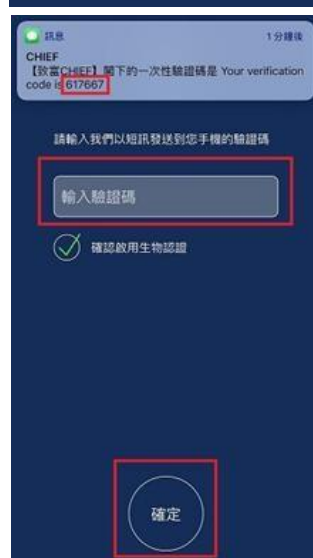 訊息 1 分鐘後
CHIEF
【致富CHIEF】閣下的一次性驗證碼是 Your verification
code is 617667
請輸入我們以短訊發送到您手機的驗證碼
輸入驗證碼
確認啟用生物認證
確定